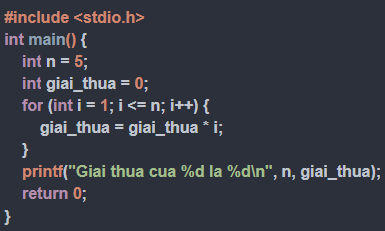 #include <stdio.h>
int main() {
    int n = 5;
    int giai_thua = 0;
    for (int i = 1; i <= n; i++) {
        giai_thua = giai_thua * i;
    }
    printf("Giai thua cua %d la %d\n", n, giai_thua);
    return 0;
}